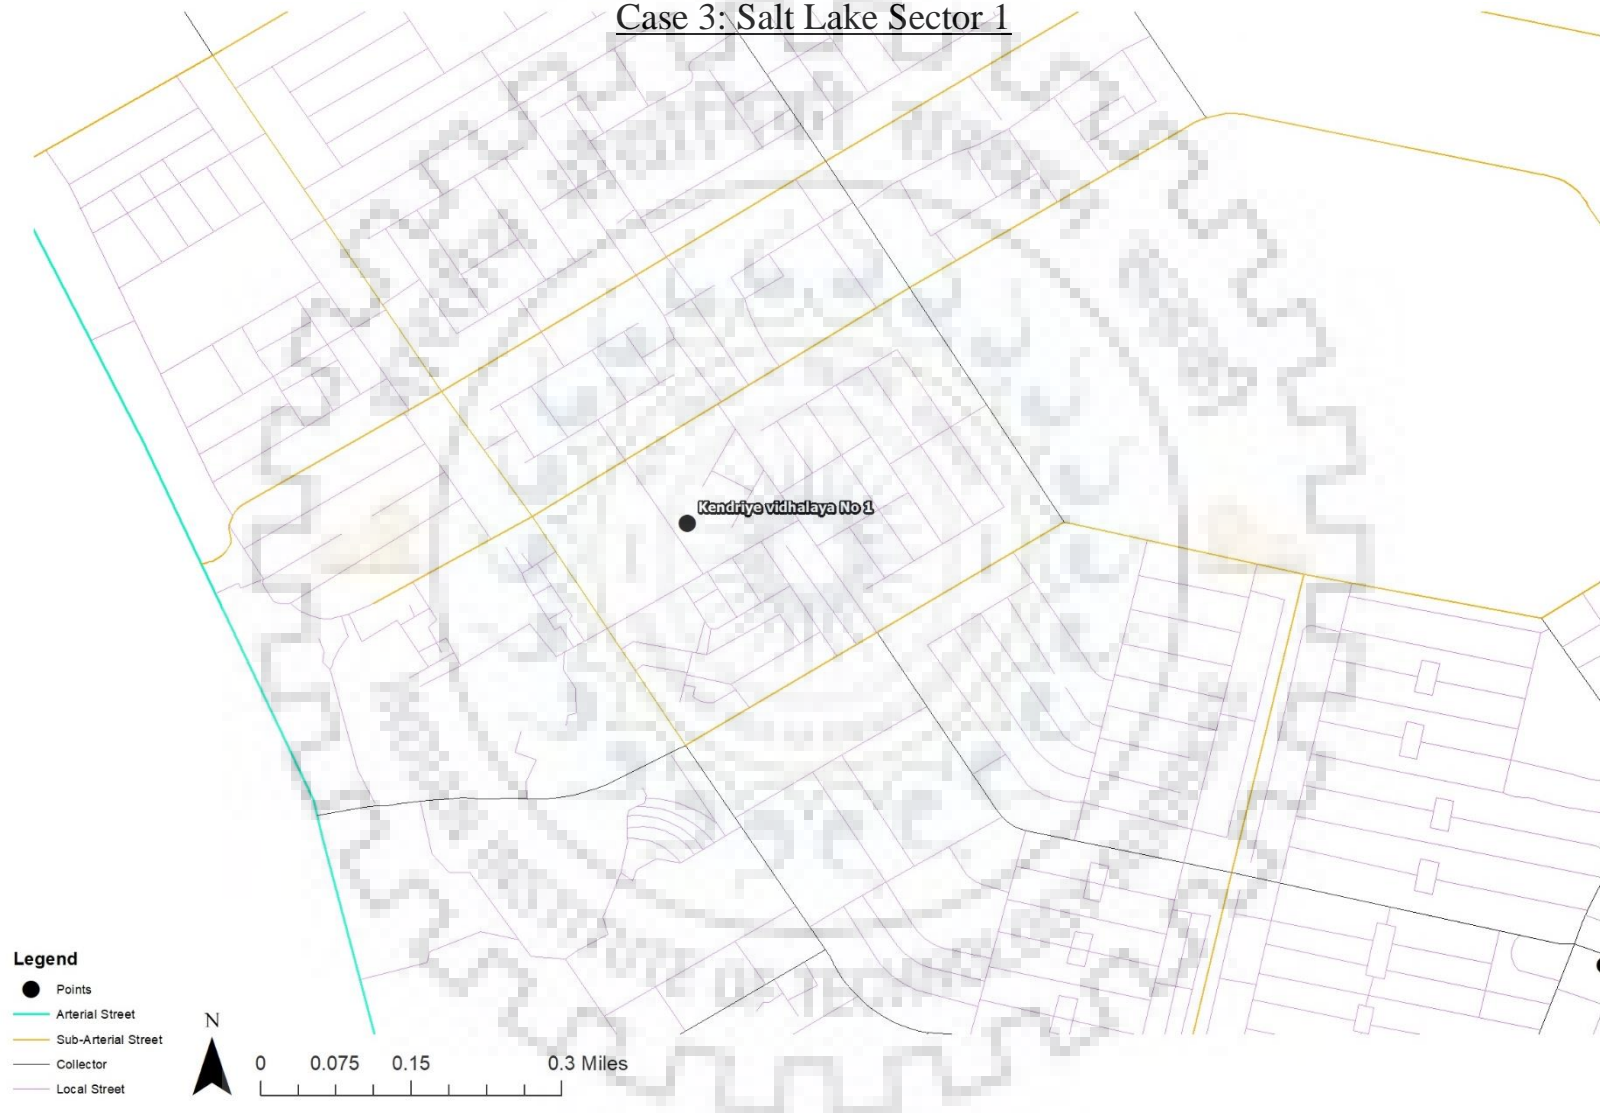 Case 3: Salt Lake Sector 1
Kendriye vidhalaya No 1
Legend
Points
Arterial Street
Sub-Arterial Street
Collector
Local Street
N
0 0.075 0.15 0.3 Miles